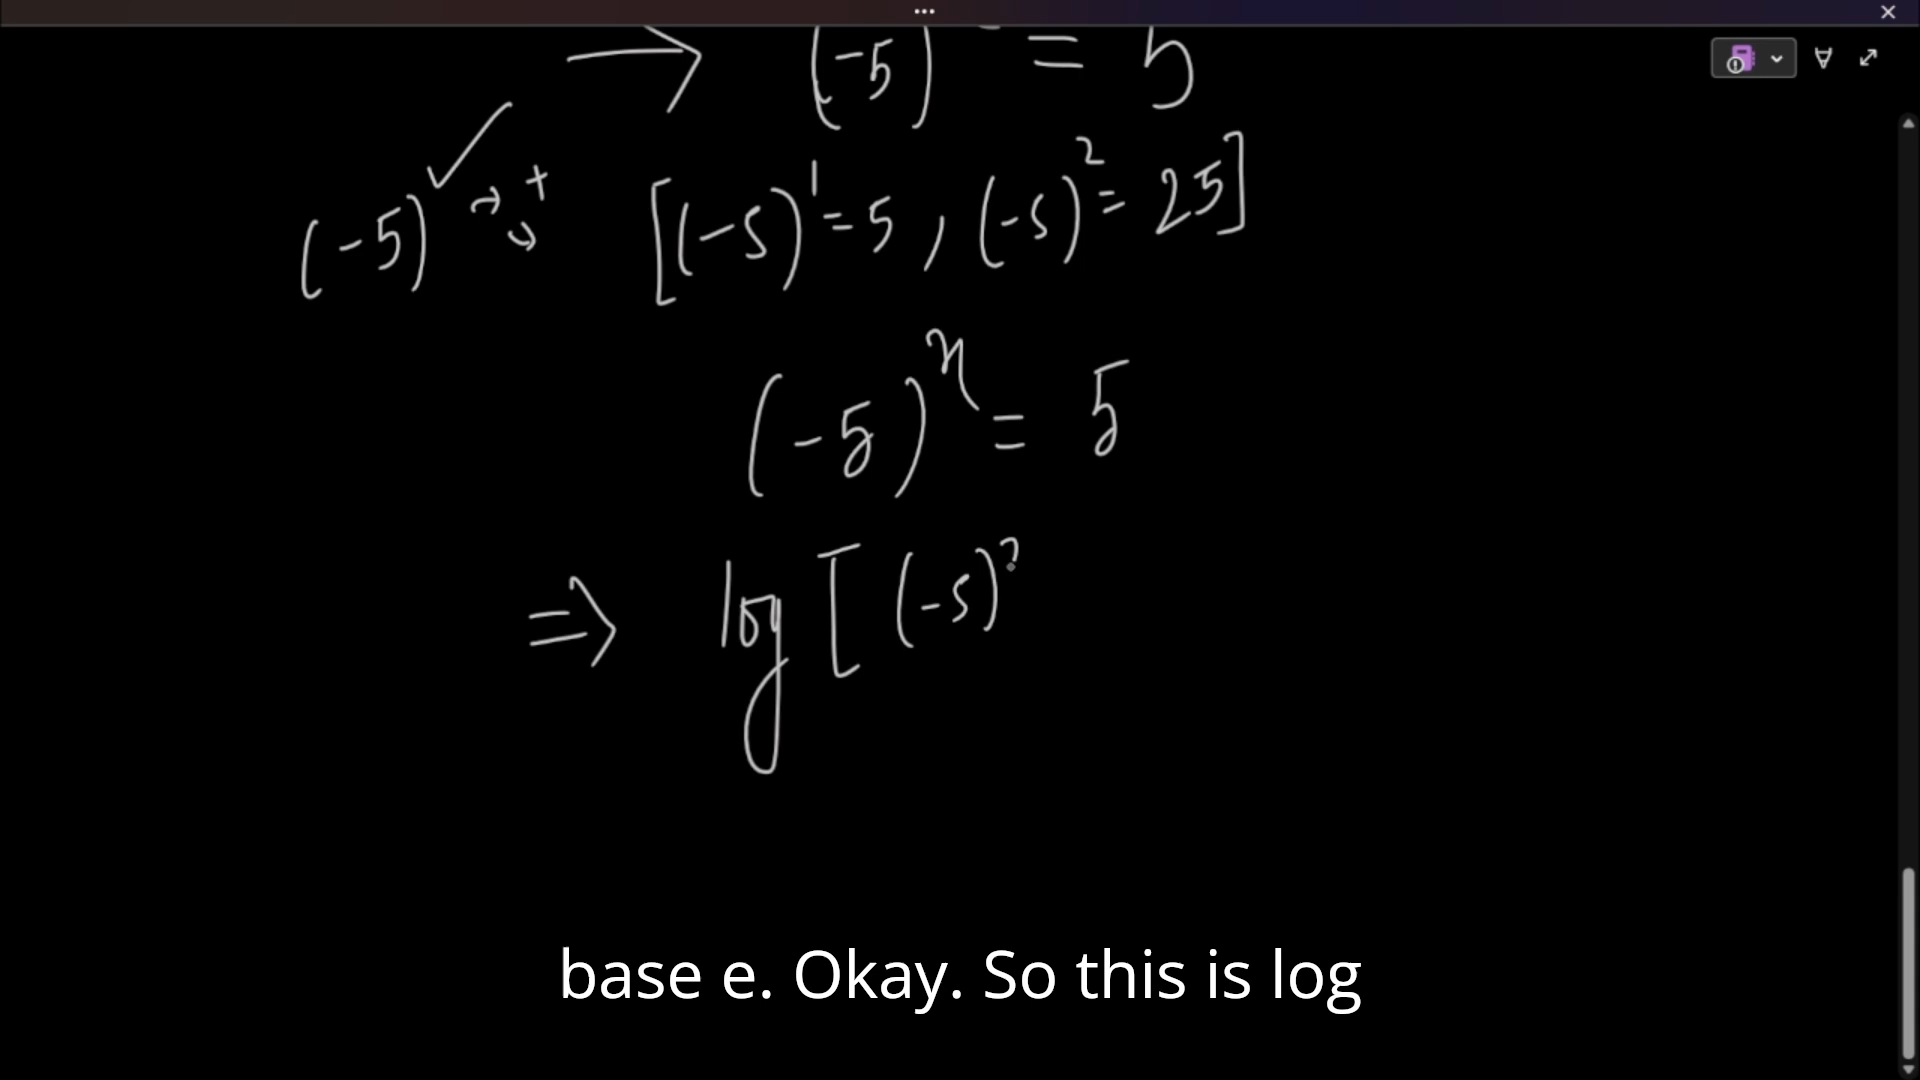 → (-5) = 5
(-5) → + [(-5)^1 = 5, (-5)^2 = 25]
(-5)^x = 5
=> log [(-5)
base e. Okay. So this is log